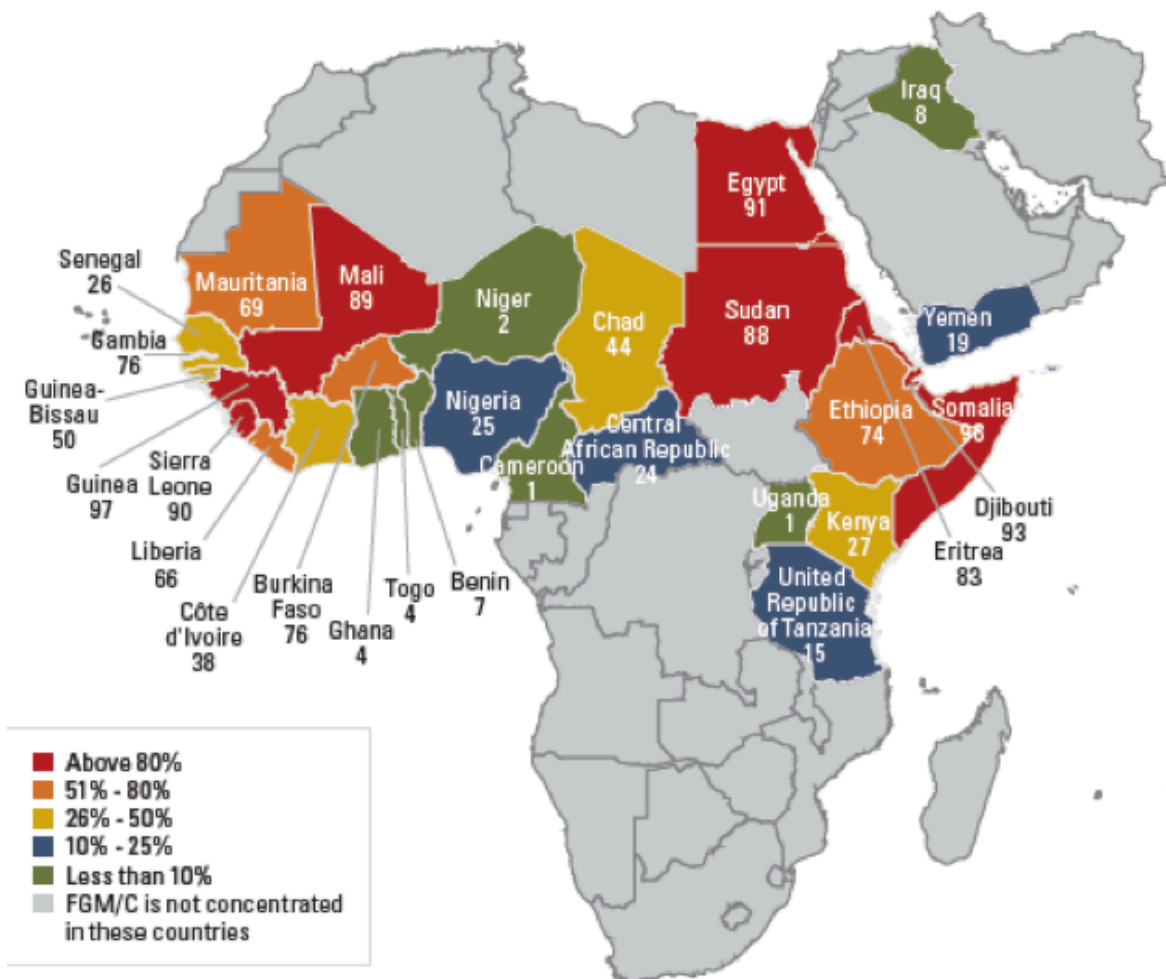 Iraq
8
Egypt
91
Senegal
26
Mauritania
69
Mali
89
Niger
2
Chad
44
Sudan
88
Yemen
19
Gambia
76
Guinea-
Bissau
50
Nigeria
25
Central
African Republic
24
Ethiopia
74
Somalia
98
Guinea
97
Sierra
Leone
90
Cameroon
1
Uganda
1
Kenya
27
Djibouti
93
Eritrea
83
Liberia
66
Côte
d'Ivoire
38
Burkina
Faso
76
Ghana
4
Togo
4
Benin
7
United
Republic
of Tanzania
15
Above 80%
51% - 80%
26% - 50%
10% - 25%
Less than 10%
FGM/C is not concentrated
in these countries